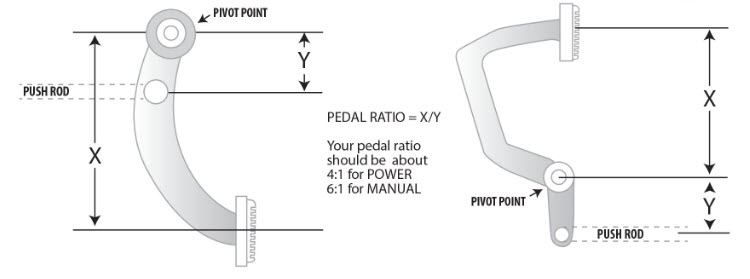 PIVOT POINT
Y
PUSH ROD
X
PEDAL RATIO = X/Y
Your pedal ratio
should be about
4:1 for POWER
6:1 for MANUAL
X
PIVOT POINT
Y
PUSH ROD